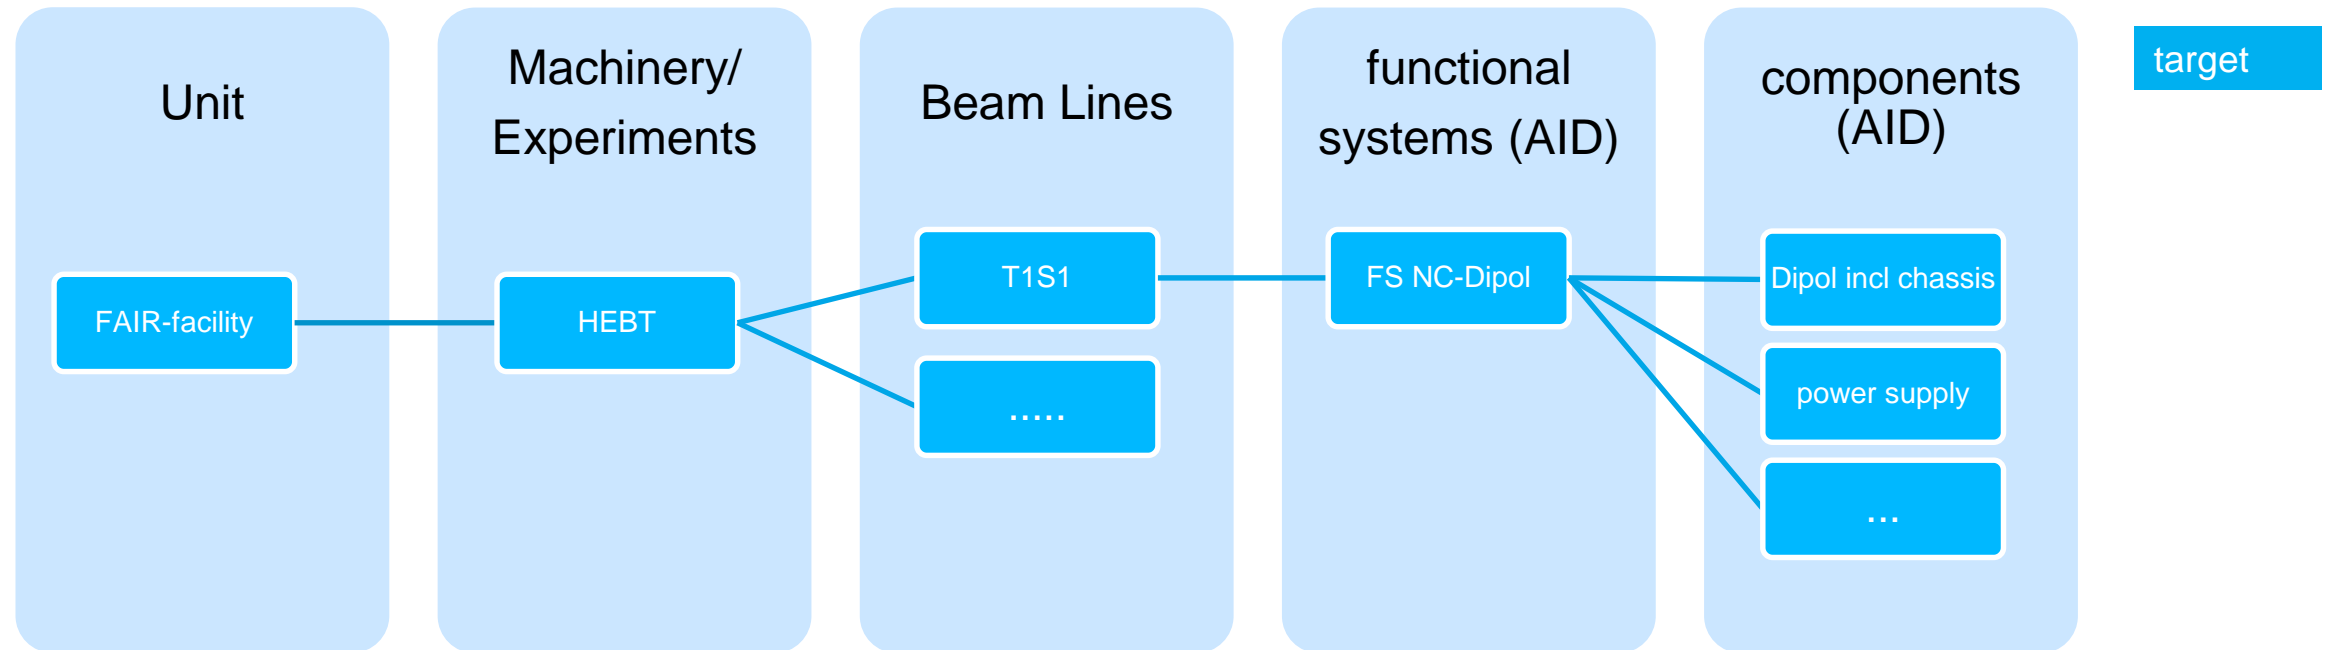 Unit
Machinery/
Experiments
Beam Lines
functional
systems (AID)
components
(AID)
target
FAIR-facility
HEBT
T1S1
.....
FS NC-Dipol
Dipol incl chassis
power supply
...